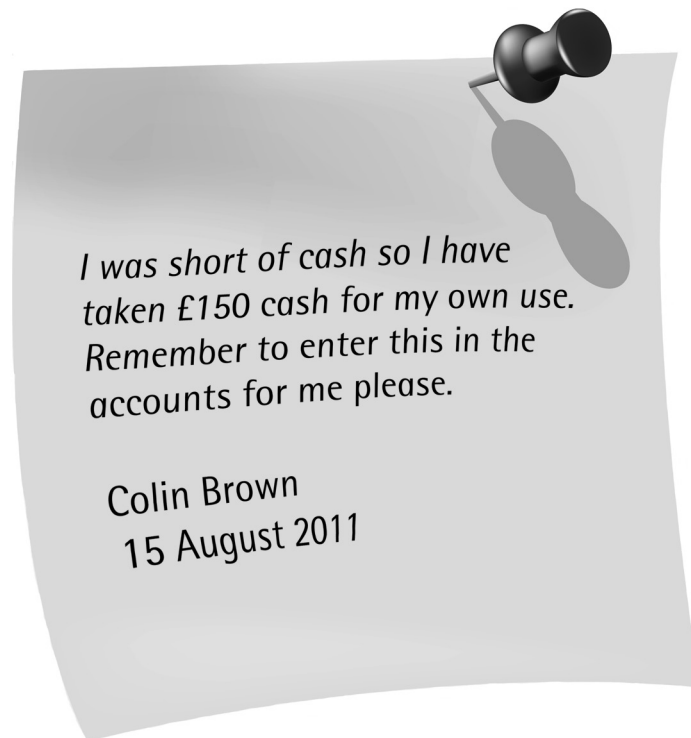 I was short of cash so I have
taken £150 cash for my own use.
Remember to enter this in the
accounts for me please.
Colin Brown
15 August 2011